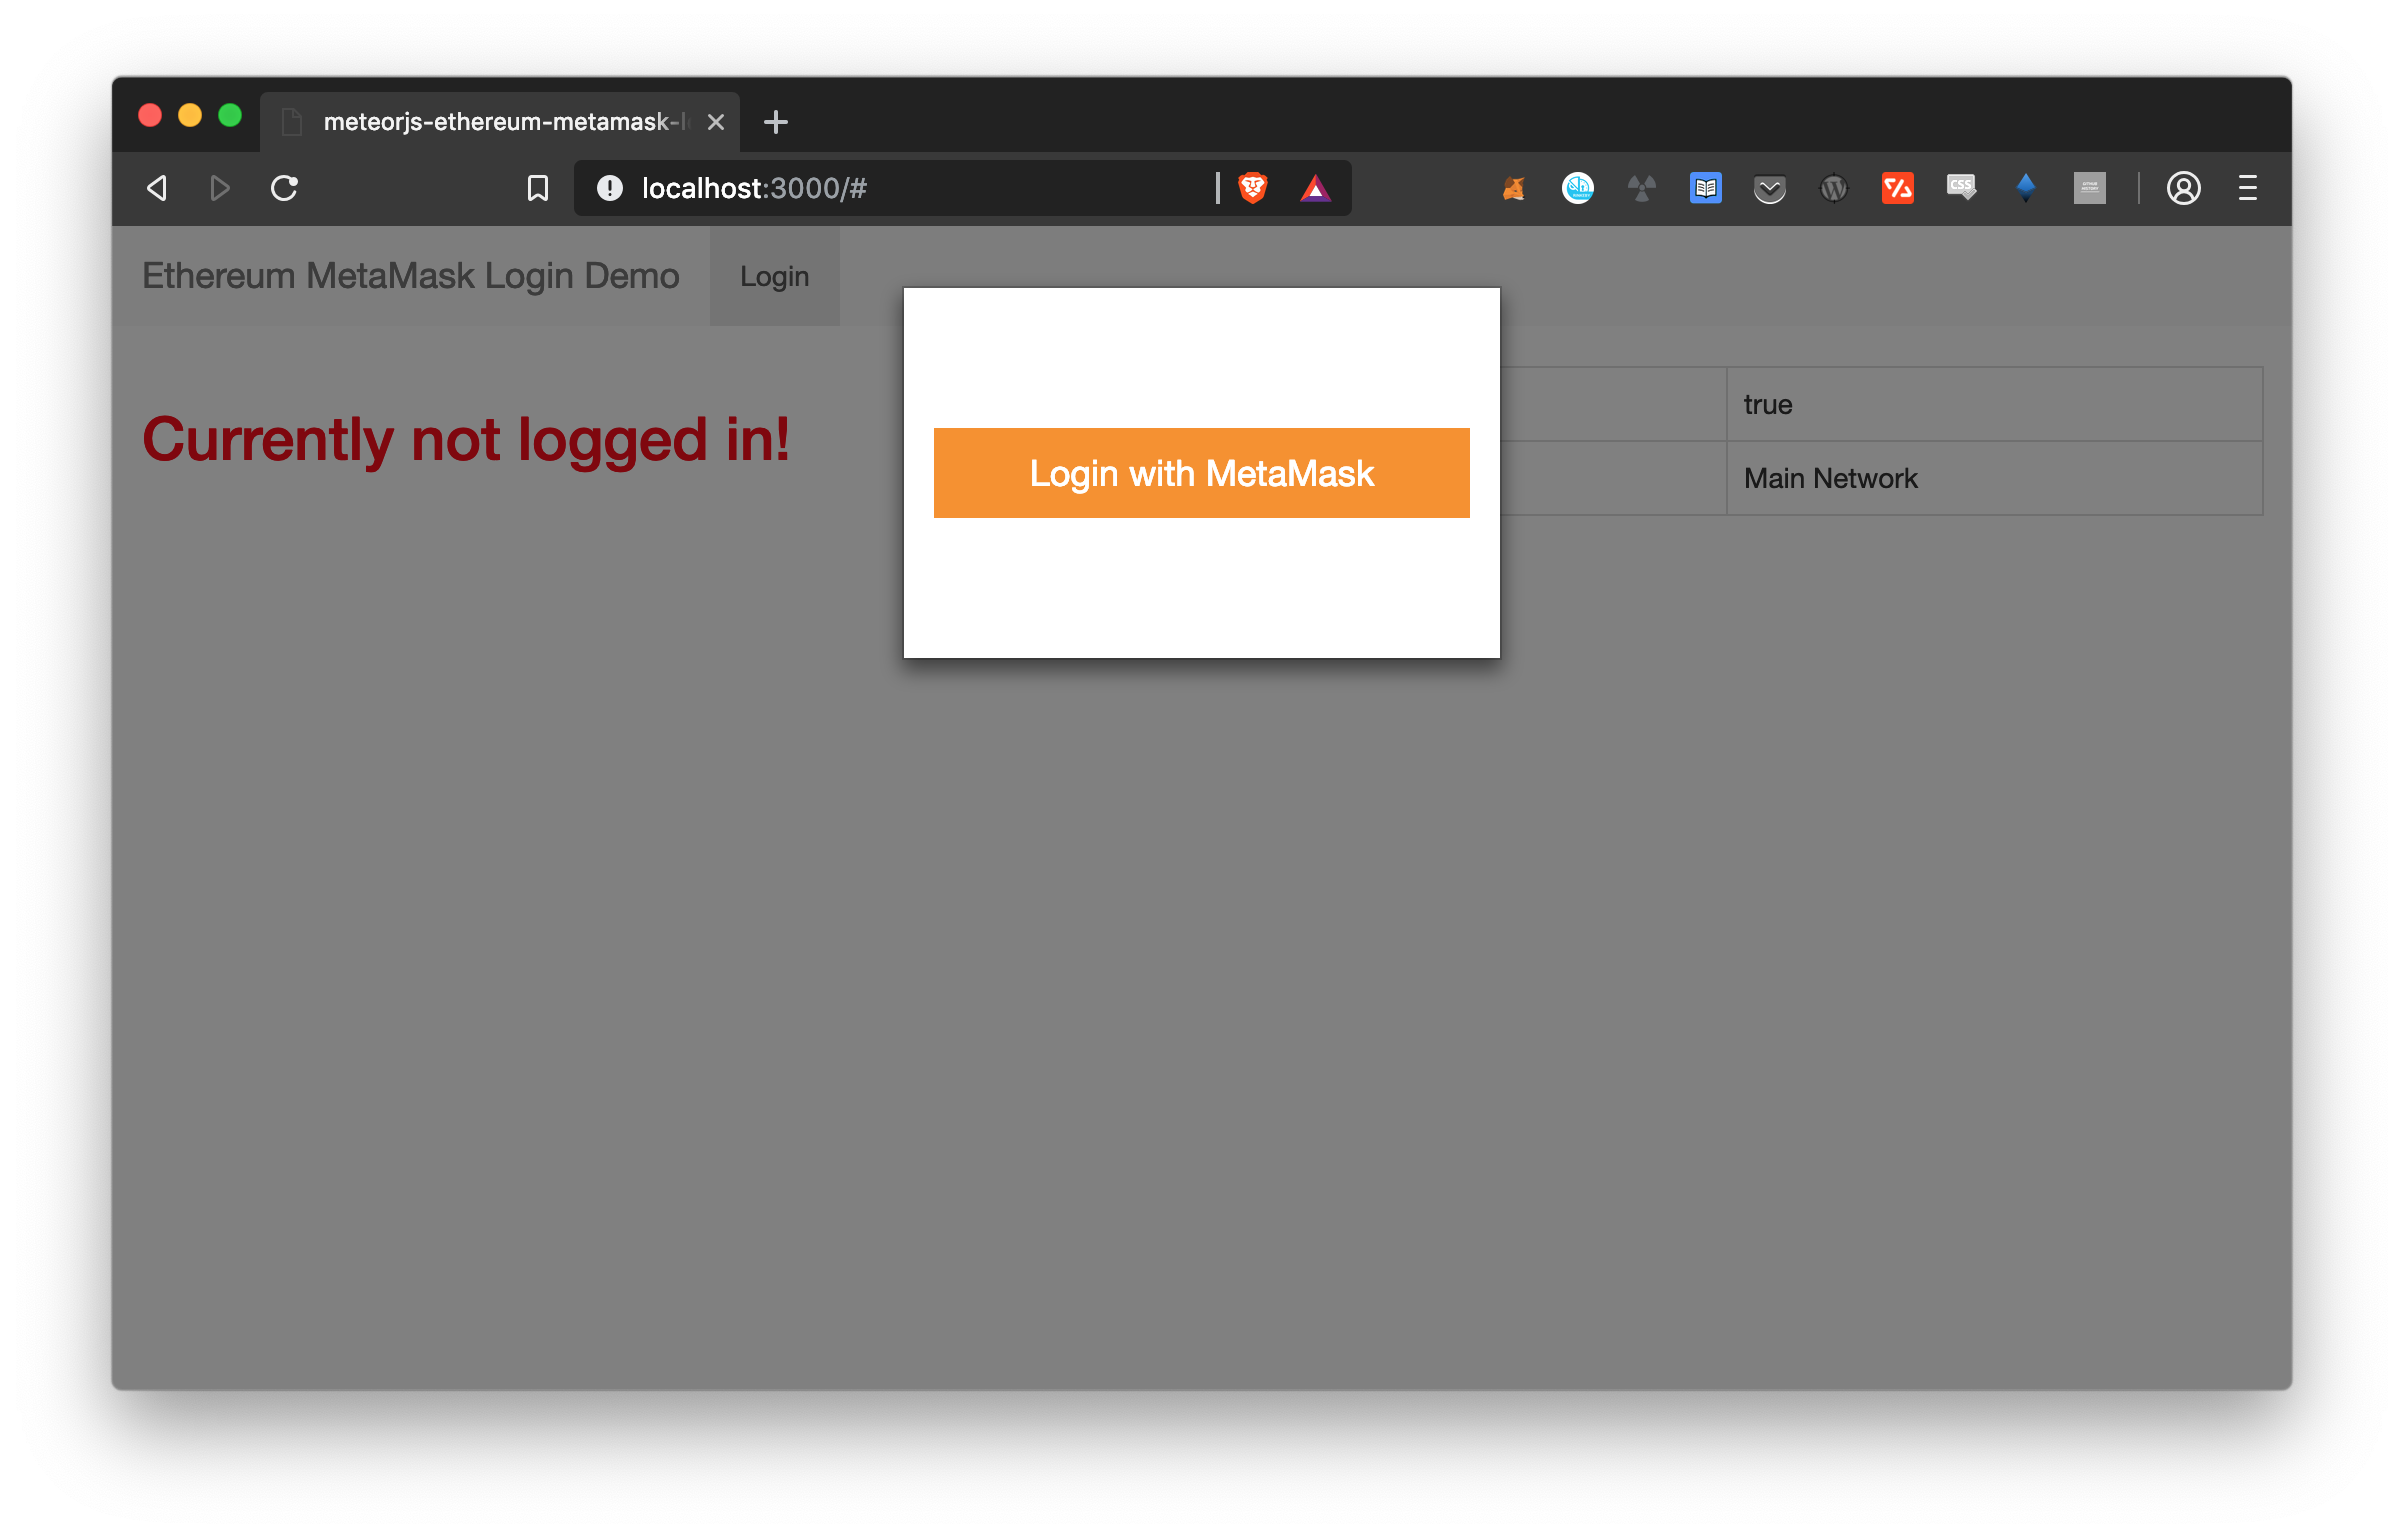 meteorjs-ethereum-metamask-l
localhost:3000/#
CSS
Ethereum MetaMask Login Demo
Login
Currently not logged in!
Login with MetaMask
true
Main Network